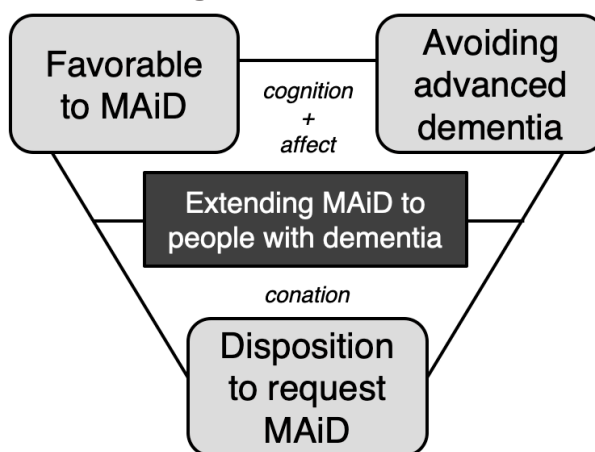 Favorable
to MAiD
Avoiding
advanced
dementia
cognition
+
affect
Extending MAiD to
people with dementia
conation
Disposition
to request
MAiD